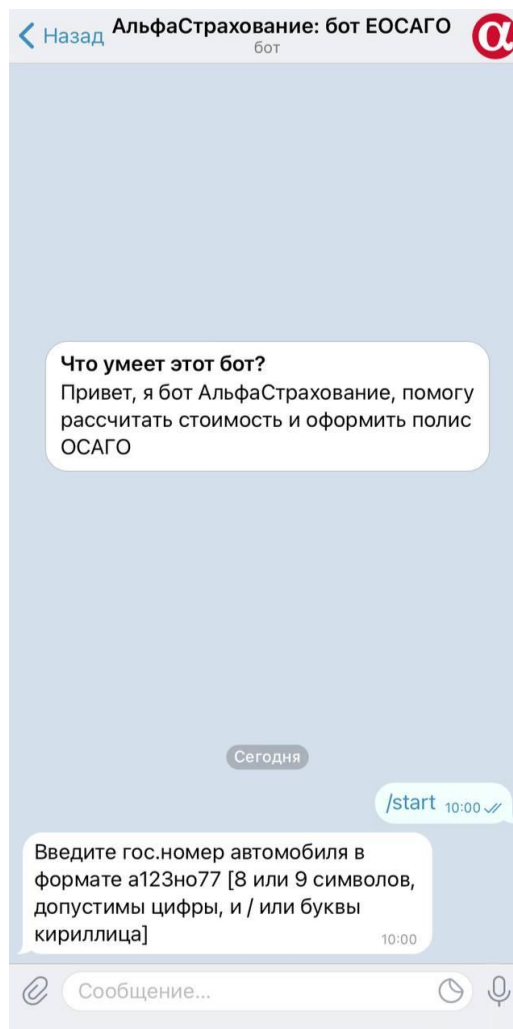 Назад
АльфаСтрахование: бот ЕОСАГО
бот
Что умеет этот бот?
Привет, я бот АльфаСтрахование, помогу
рассчитать стоимость и оформить полис
ОСАГО
Сегодня
/start 10:00
Введите гос.номер автомобиля в
формате а123но77 [8 или 9 символов,
допустимы цифры, и / или буквы
кириллица]
10:00
Сообщение...